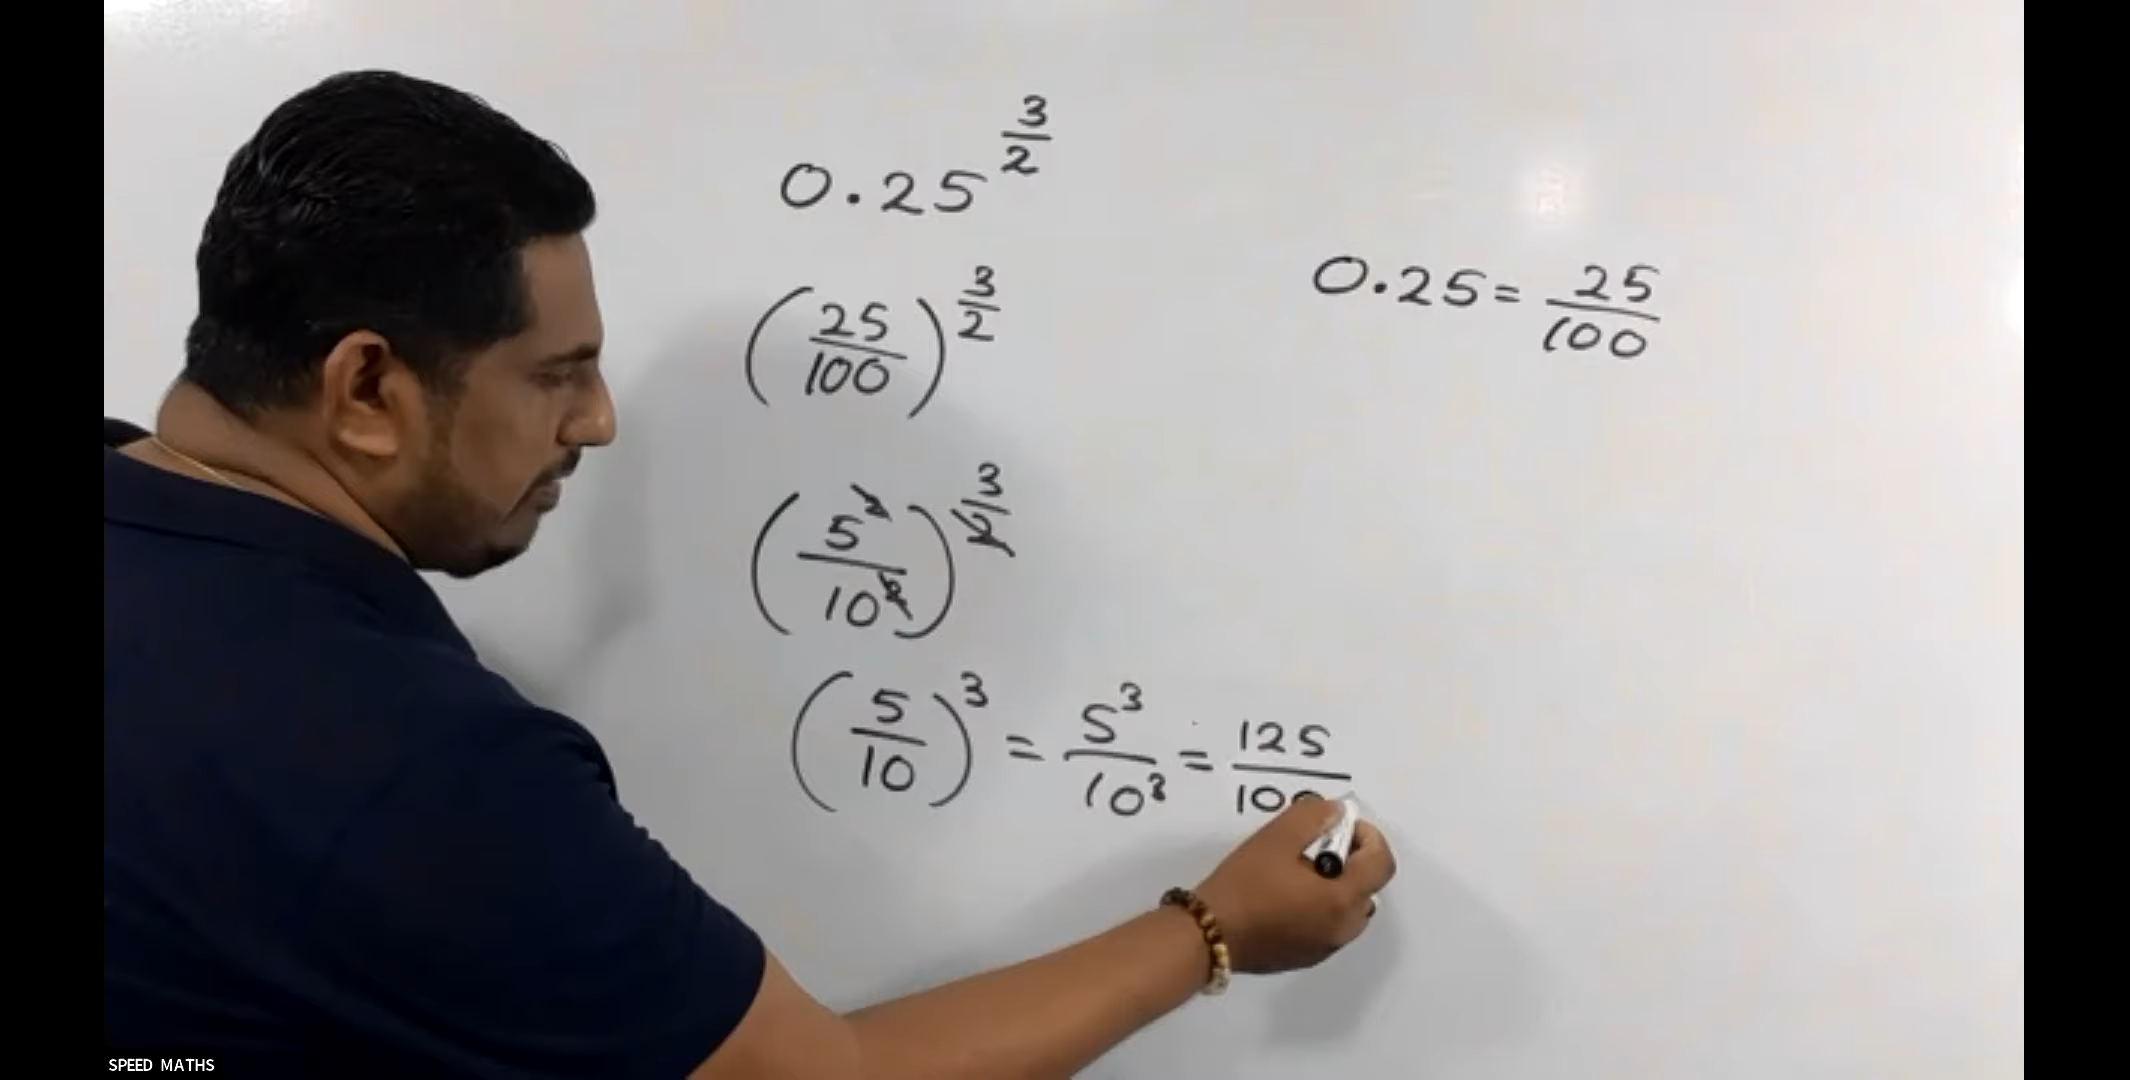 0.25^(3/2)
0.25 = 25/100
(25/100)^(3/2)
(5^2/10^2)^(3/2)
(5/10)^3 = 5^3/10^3 = 125/100
SPEED MATHS